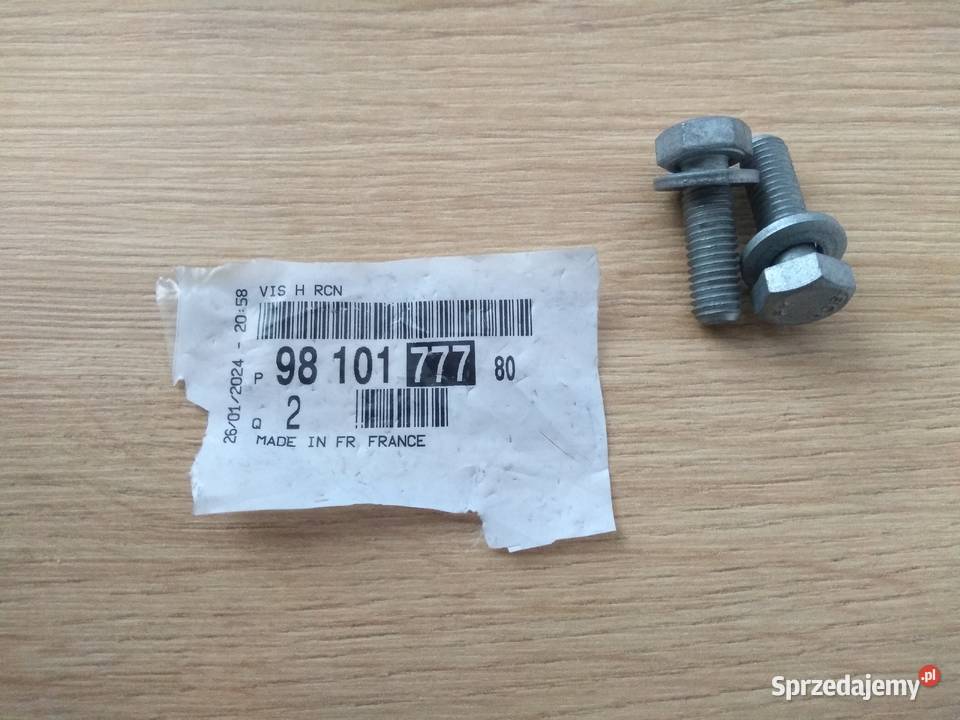 26/01/2024 - 20:58
VIS H RCN
P 98 101 777 80
Q 2
MADE IN FR FRANCE
Sprzedajemy.pl